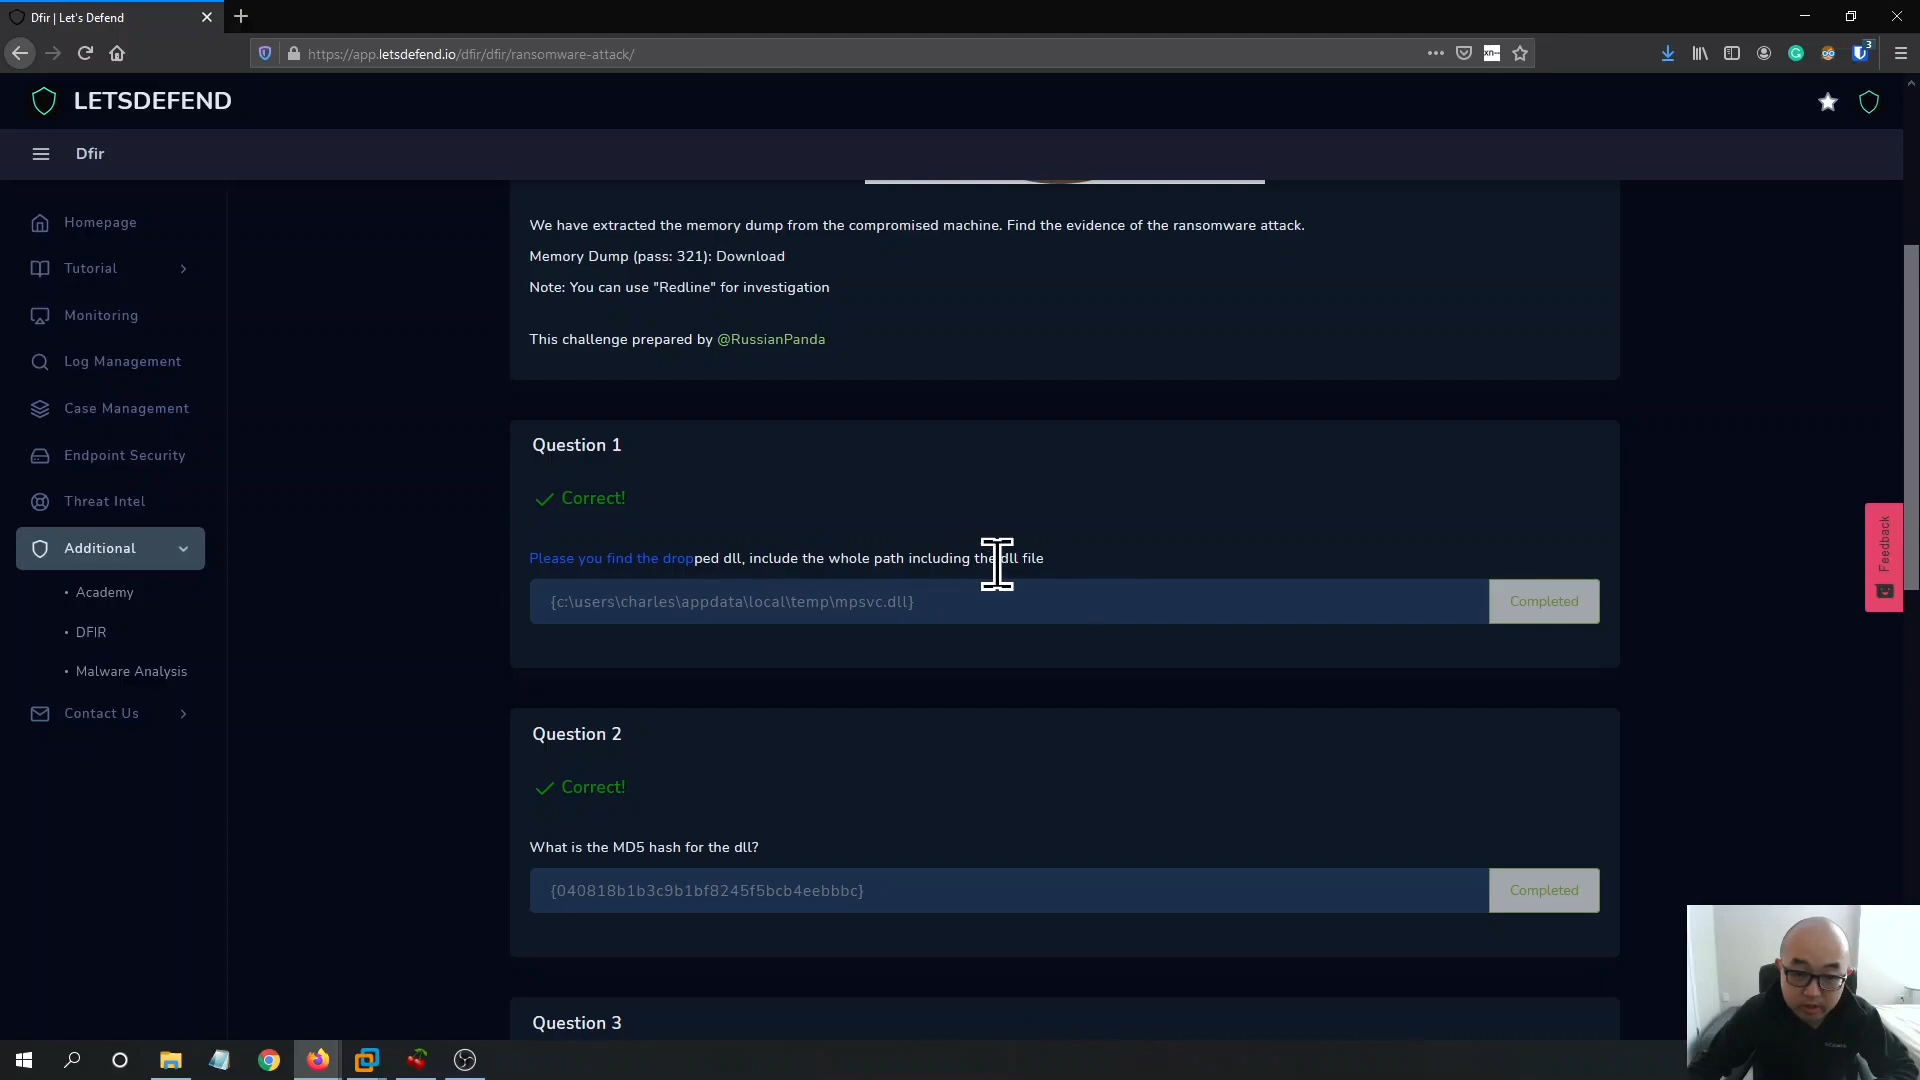 Dfir | Let's Defend
https://app.letsdefend.io/dfir/dfir/ransomware-attack/
xn--
3
LETSDEFEND
Dfir
Homepage
Tutorial
Monitoring
Log Management
Case Management
Endpoint Security
Threat Intel
Additional
• Academy
• DFIR
• Malware Analysis
Contact Us
We have extracted the memory dump from the compromised machine. Find the evidence of the ransomware attack.
Memory Dump (pass: 321): Download
Note: You can use "Redline" for investigation
This challenge prepared by @RussianPanda
Question 1
Correct!
Please you find the dropped dll, include the whole path including the dll file
{c:\users\charles\appdata\local\temp\mpsvc.dll}
Completed
Question 2
Correct!
What is the MD5 hash for the dll?
{040818b1b3c9b1bf8245f5bcb4eebbbc}
Completed
Question 3
Feedback